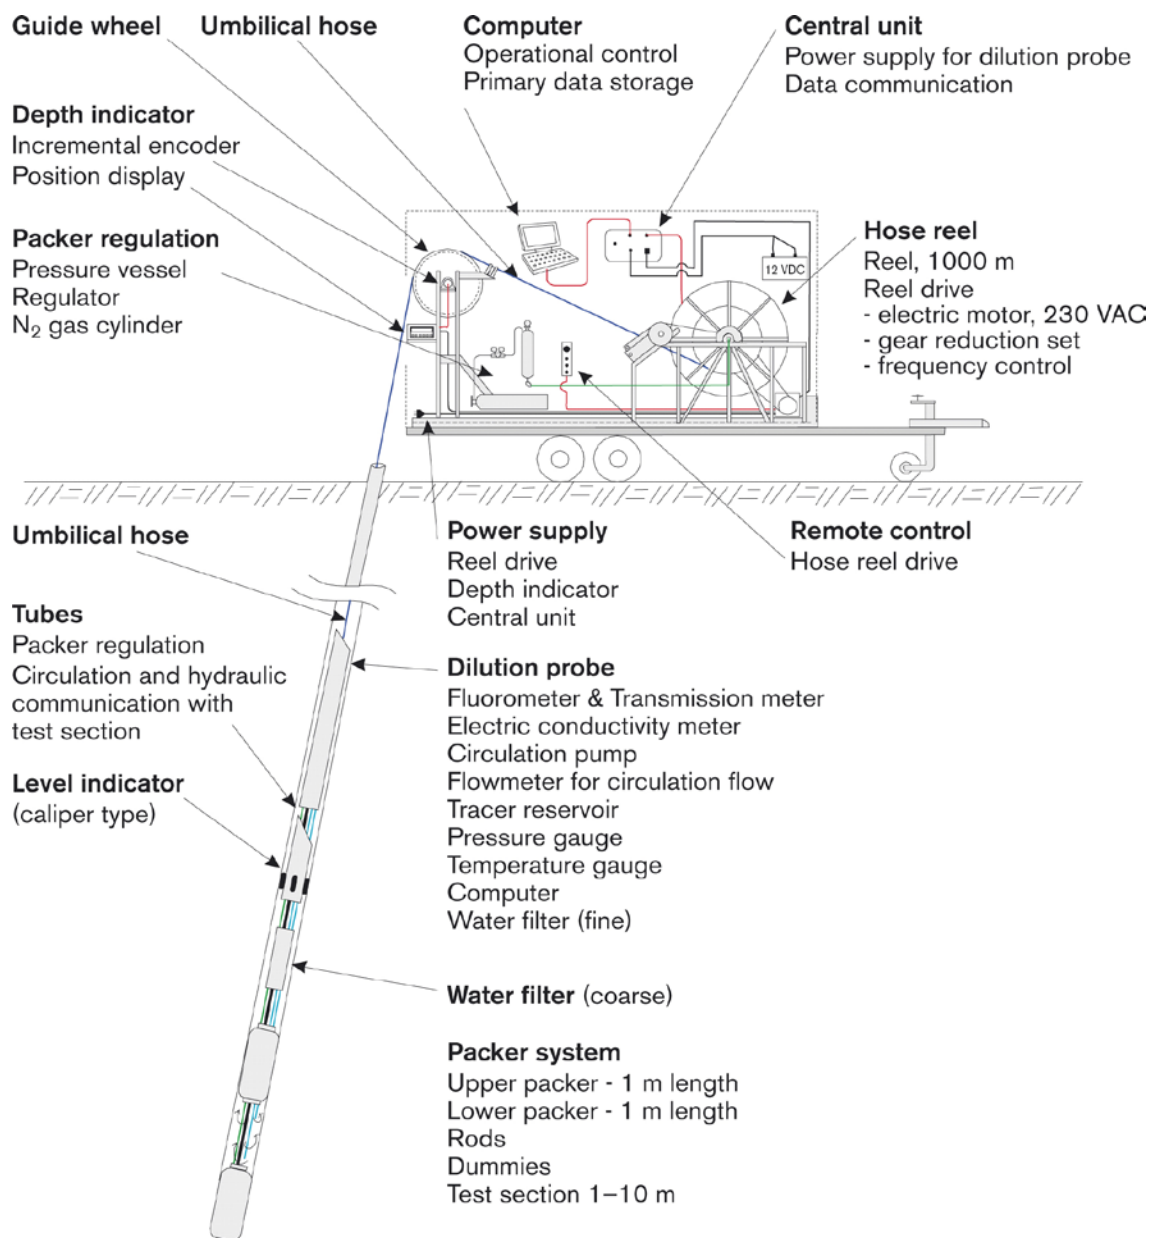 Guide wheel
Umbilical hose
Computer
Operational control
Primary data storage
Central unit
Power supply for dilution probe
Data communication
Depth indicator
Incremental encoder
Position display
Packer regulation
Pressure vessel
Regulator
N₂ gas cylinder
12 VDC
Hose reel
Reel, 1000 m
Reel drive
- electric motor, 230 VAC
- gear reduction set
- frequency control
Umbilical hose
Power supply
Reel drive
Depth indicator
Central unit
Remote control
Hose reel drive
Tubes
Packer regulation
Circulation and hydraulic
communication with
test section
Level indicator
(caliper type)
Dilution probe
Fluorometer & Transmission meter
Electric conductivity meter
Circulation pump
Flowmeter for circulation flow
Tracer reservoir
Pressure gauge
Temperature gauge
Computer
Water filter (fine)
Water filter (coarse)
Packer system
Upper packer - 1 m length
Lower packer - 1 m length
Rods
Dummies
Test section 1–10 m